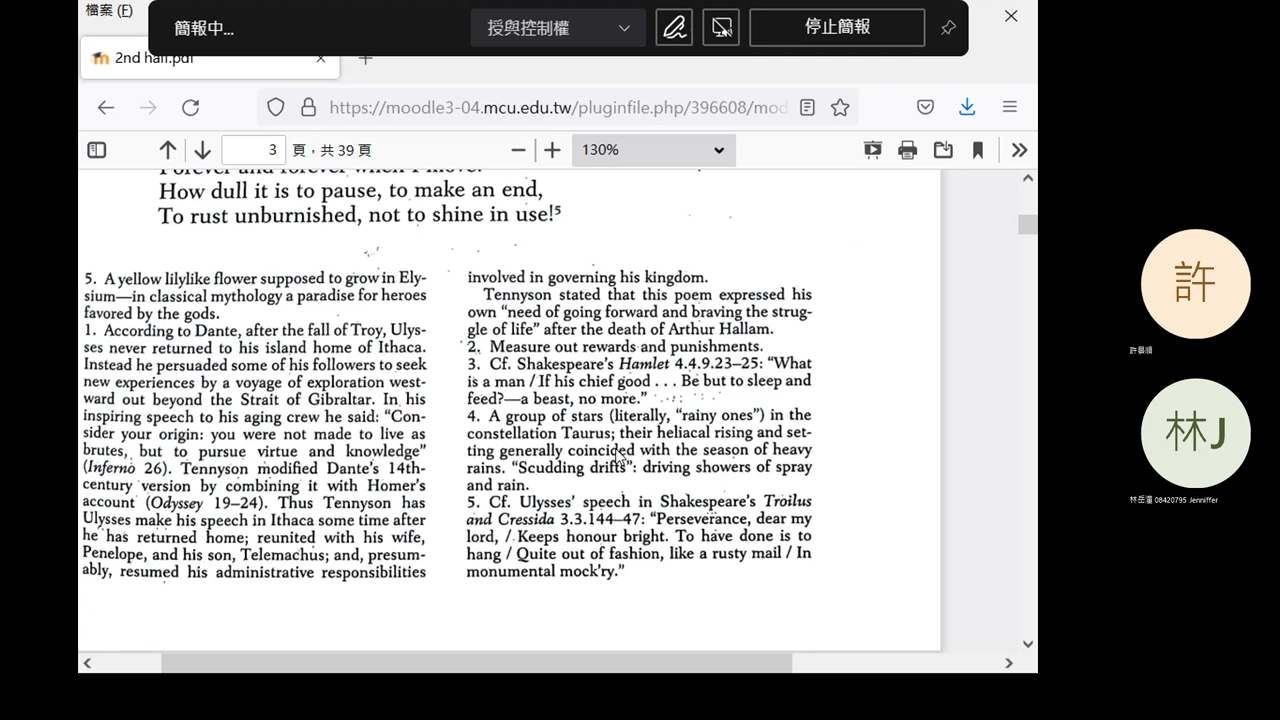 檔案 (F)
簡報中...
授與控制權
停止簡報
2nd half.pdf
https://moodle3-04.mcu.edu.tw/pluginfile.php/396608/mod
3 頁，共 39 頁
130%
Forever and forever when I move.
How dull it is to pause, to make an end,
To rust unburnished, not to shine in use!⁵
5. A yellow lilylike flower supposed to grow in Ely-
sium—in classical mythology a paradise for heroes
favored by the gods.
1. According to Dante, after the fall of Troy, Ulys-
ses never returned to his island home of Ithaca.
Instead he persuaded some of his followers to seek
new experiences by a voyage of exploration west-
ward out beyond the Strait of Gibraltar. In his
inspiring speech to his aging crew he said: “Con-
sider your origin: you were not made to live as
brutes, but to pursue virtue and knowledge”
(Inferno 26). Tennyson modified Dante's 14th-
century version by combining it with Homer's
account (Odyssey 19–24). Thus Tennyson has
Ulysses make his speech in Ithaca some time after
he has returned home; reunited with his wife,
Penelope, and his son, Telemachus; and, presum-
ably, resumed his administrative responsibilities
involved in governing his kingdom.
Tennyson stated that this poem expressed his
own “need of going forward and braving the strug-
gle of life” after the death of Arthur Hallam.
2. Measure out rewards and punishments.
3. Cf. Shakespeare's Hamlet 4.4.9.23–25: “What
is a man / If his chief good . . . Be but to sleep and
feed?—a beast, no more.”
4. A group of stars (literally, “rainy ones”) in the
constellation Taurus; their heliacal rising and set-
ting generally coincided with the season of heavy
rains. “Scudding drifts”: driving showers of spray
and rain.
5. Cf. Ulysses' speech in Shakespeare's Troilus
and Cressida 3.3.144–47: “Perseverance, dear my
lord, / Keeps honour bright. To have done is to
hang / Quite out of fashion, like a rusty mail / In
monumental mock'ry.”
許
許景順
林J
林岳潘 08420795 Jenniffer